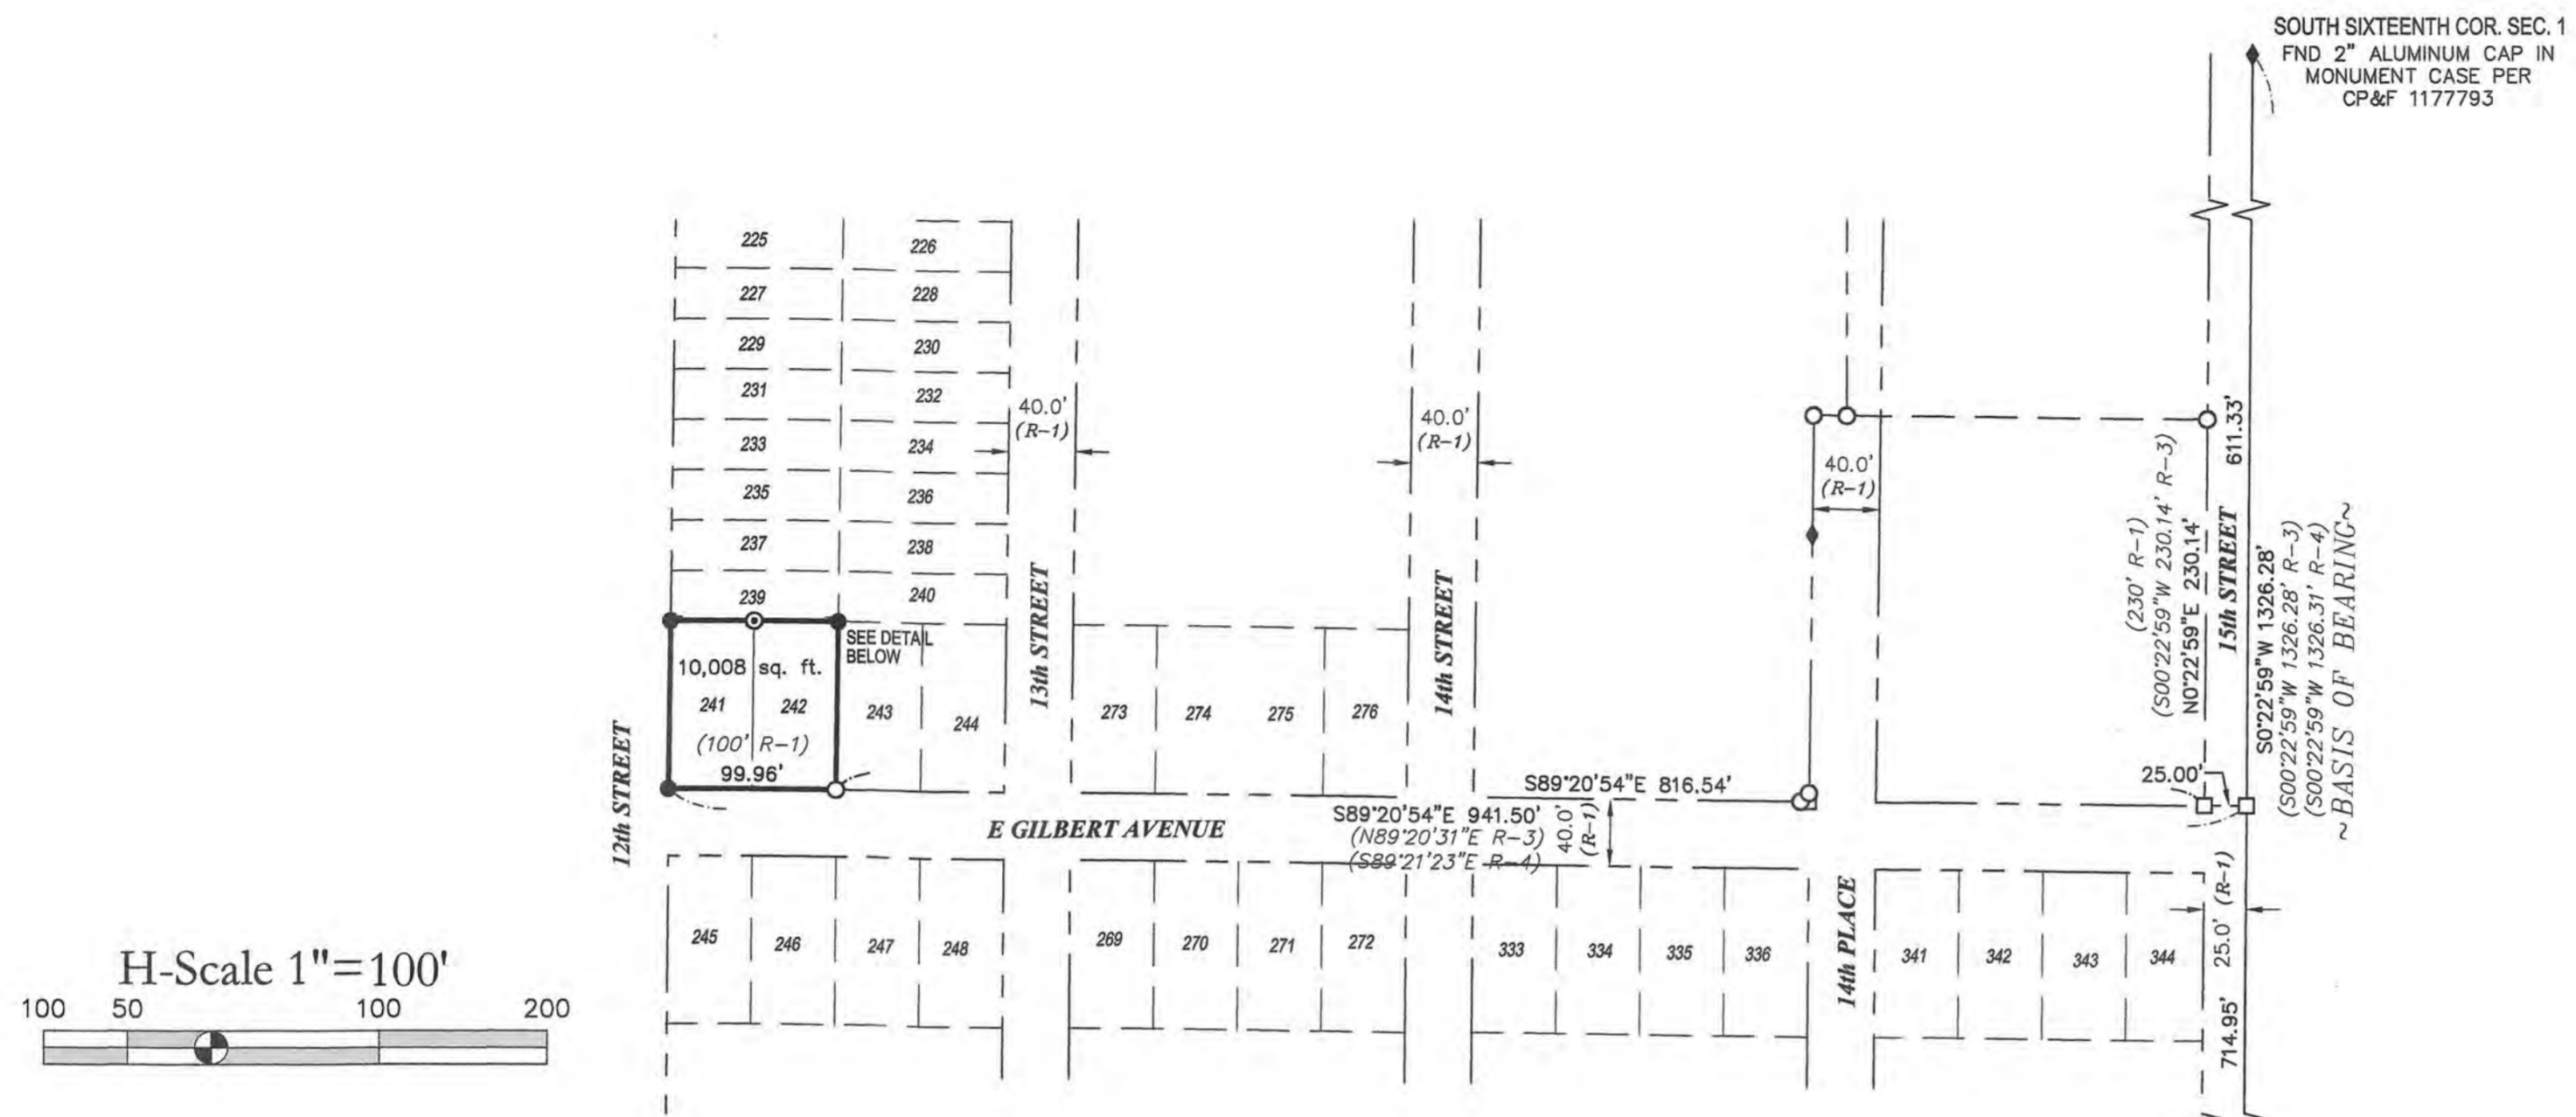 SOUTH SIXTEENTH COR. SEC. 1
FND 2" ALUMINUM CAP IN
MONUMENT CASE PER
CP&F 1177793
225
226
227
228
229
230
231
232
233
234
235
236
237
238
239
240
40.0'
(R-1)
40.0'
(R-1)
40.0'
(R-1)
SEE DETAIL
BELOW
10,008 sq. ft.
241
242
243
244
(100' R-1)
99.96'
12th STREET
13th STREET
273
274
275
276
14th STREET
611.33'
(230' R-1)
(S00°22'59"W 230.14' R-3)
N0°22'59"E 230.14'
15th STREET
S0°22'59"W 1326.28'
(S00°22'59"W 1326.28' R-3)
(S00°22'59"W 1326.31' R-4)
~BASIS OF BEARING~
25.00'
S89°20'54"E 816.54'
E GILBERT AVENUE
S89°20'54"E 941.50'
(N89°20'31"E R-3)
(S89°21'23"E R-4)
40.0'
(R-1)
245
246
247
248
269
270
271
272
333
334
335
336
14th PLACE
341
342
343
344
25.0' (R-1)
714.95'
H-Scale 1"=100'
100 50 100 200